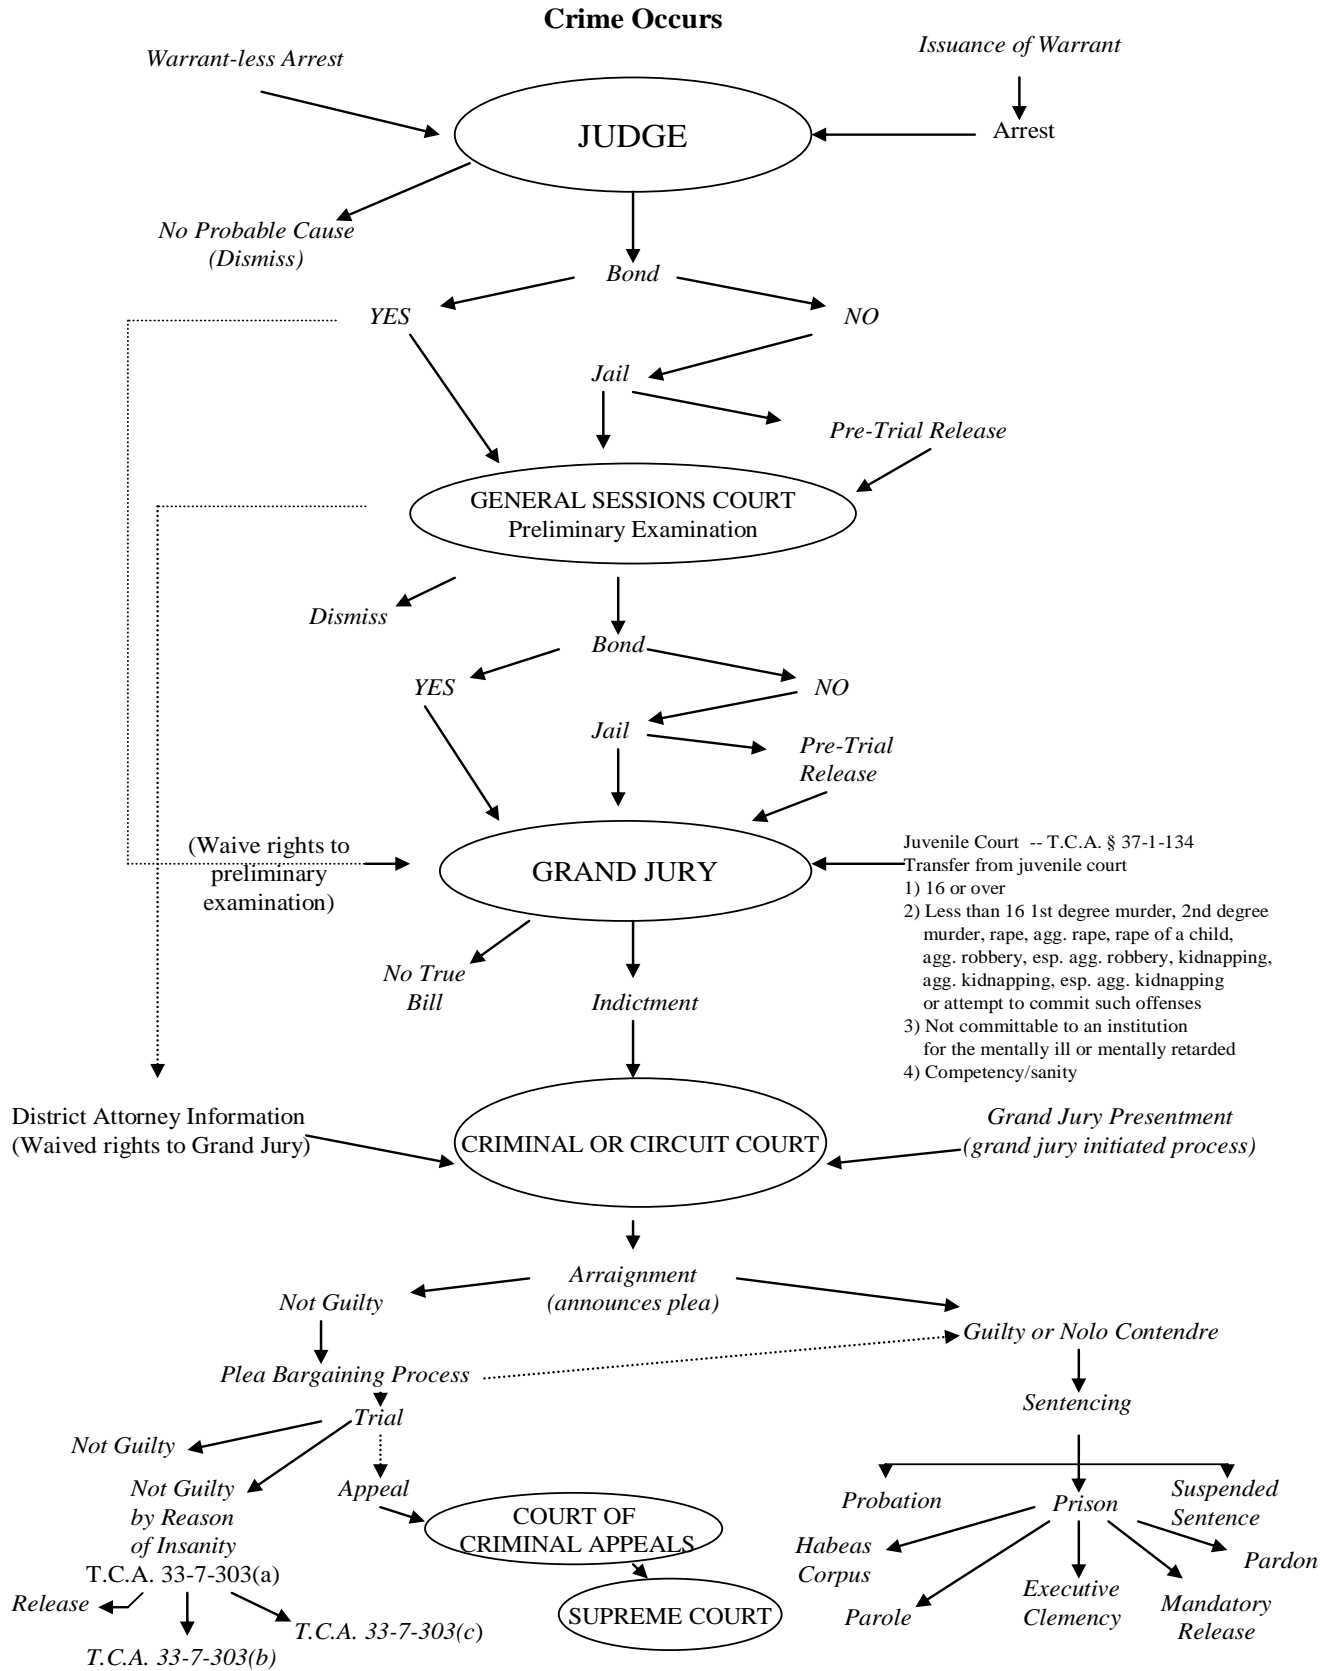 Crime Occurs
Warrant-less Arrest
Issuance of Warrant
JUDGE
Arrest
No Probable Cause
(Dismiss)
Bond
YES
NO
Jail
Pre-Trial Release
GENERAL SESSIONS COURT
Preliminary Examination
Dismiss
Bond
YES
NO
Jail
Pre-Trial
Release
(Waive rights to
preliminary
examination)
GRAND JURY
Juvenile Court -- T.C.A. § 37-1-134
Transfer from juvenile court
1) 16 or over
2) Less than 16 1st degree murder, 2nd degree
murder, rape, agg. rape, rape of a child,
agg. robbery, esp. agg. robbery, kidnapping,
agg. kidnapping, esp. agg. kidnapping
or attempt to commit such offenses
3) Not committable to an institution
for the mentally ill or mentally retarded
4) Competency/sanity
No True
Bill
Indictment
District Attorney Information
(Waived rights to Grand Jury)
CRIMINAL OR CIRCUIT COURT
Grand Jury Presentment
(grand jury initiated process)
Arraignment
(announces plea)
Not Guilty
Guilty or Nolo Contendre
Plea Bargaining Process
Sentencing
Trial
Not Guilty
Not Guilty
by Reason
of Insanity
T.C.A. 33-7-303(a)
Release
T.C.A. 33-7-303(b)
T.C.A. 33-7-303(c)
Appeal
COURT OF
CRIMINAL APPEALS
SUPREME COURT
Probation
Prison
Suspended
Sentence
Habeas
Corpus
Parole
Executive
Clemency
Mandatory
Release
Pardon